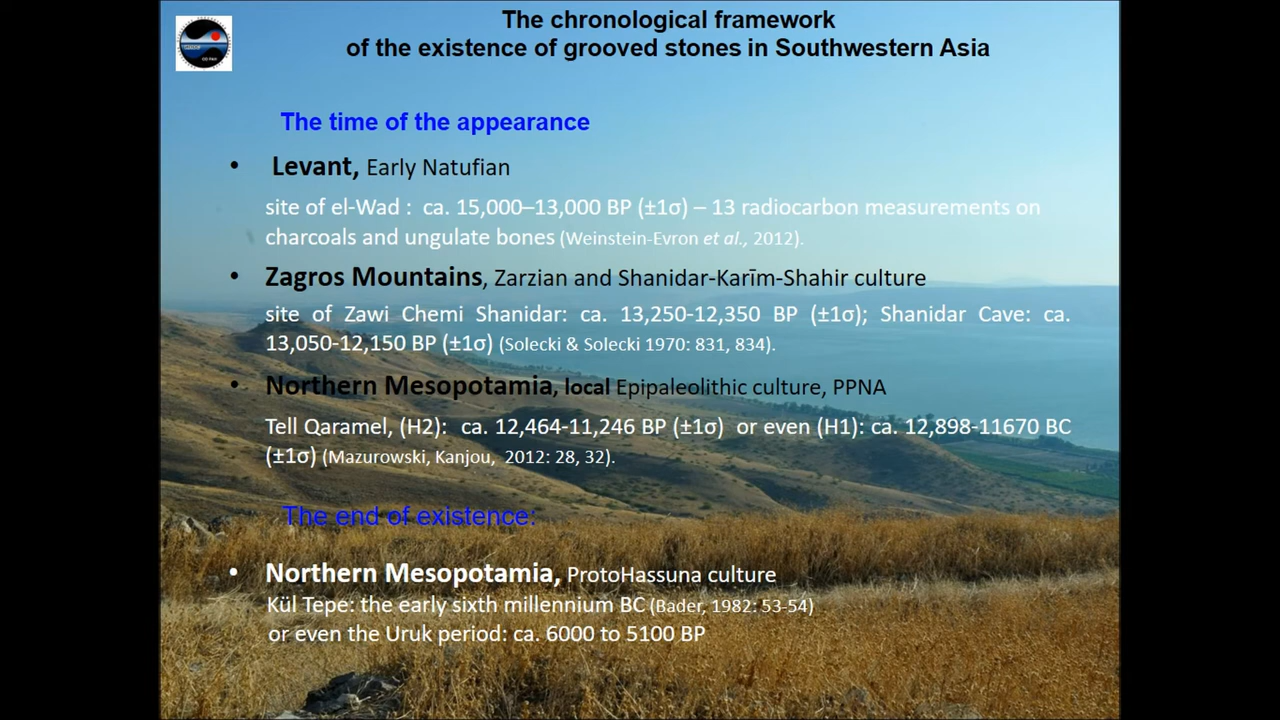 The chronological framework
of the existence of grooved stones in Southwestern Asia
The time of the appearance
• Levant, Early Natufian
site of el-Wad : ca. 15,000–13,000 BP (±1σ) – 13 radiocarbon measurements on
charcoals and ungulate bones (Weinstein-Evron et al., 2012).
• Zagros Mountains, Zarzian and Shanidar-Karīm-Shahir culture
site of Zawi Chemi Shanidar: ca. 13,250-12,350 BP (±1σ); Shanidar Cave: ca.
13,050-12,150 BP (±1σ) (Solecki & Solecki 1970: 831, 834).
• Northern Mesopotamia, local Epipaleolithic culture, PPNA
Tell Qaramel, (H2): ca. 12,464-11,246 BP (±1σ) or even (H1): ca. 12,898-11670 BC
(±1σ) (Mazurowski, Kanjou, 2012: 28, 32).
The end of existence:
• Northern Mesopotamia, ProtoHassuna culture
Kül Tepe: the early sixth millennium BC (Bader, 1982: 53-54)
or even the Uruk period: ca. 6000 to 5100 BP